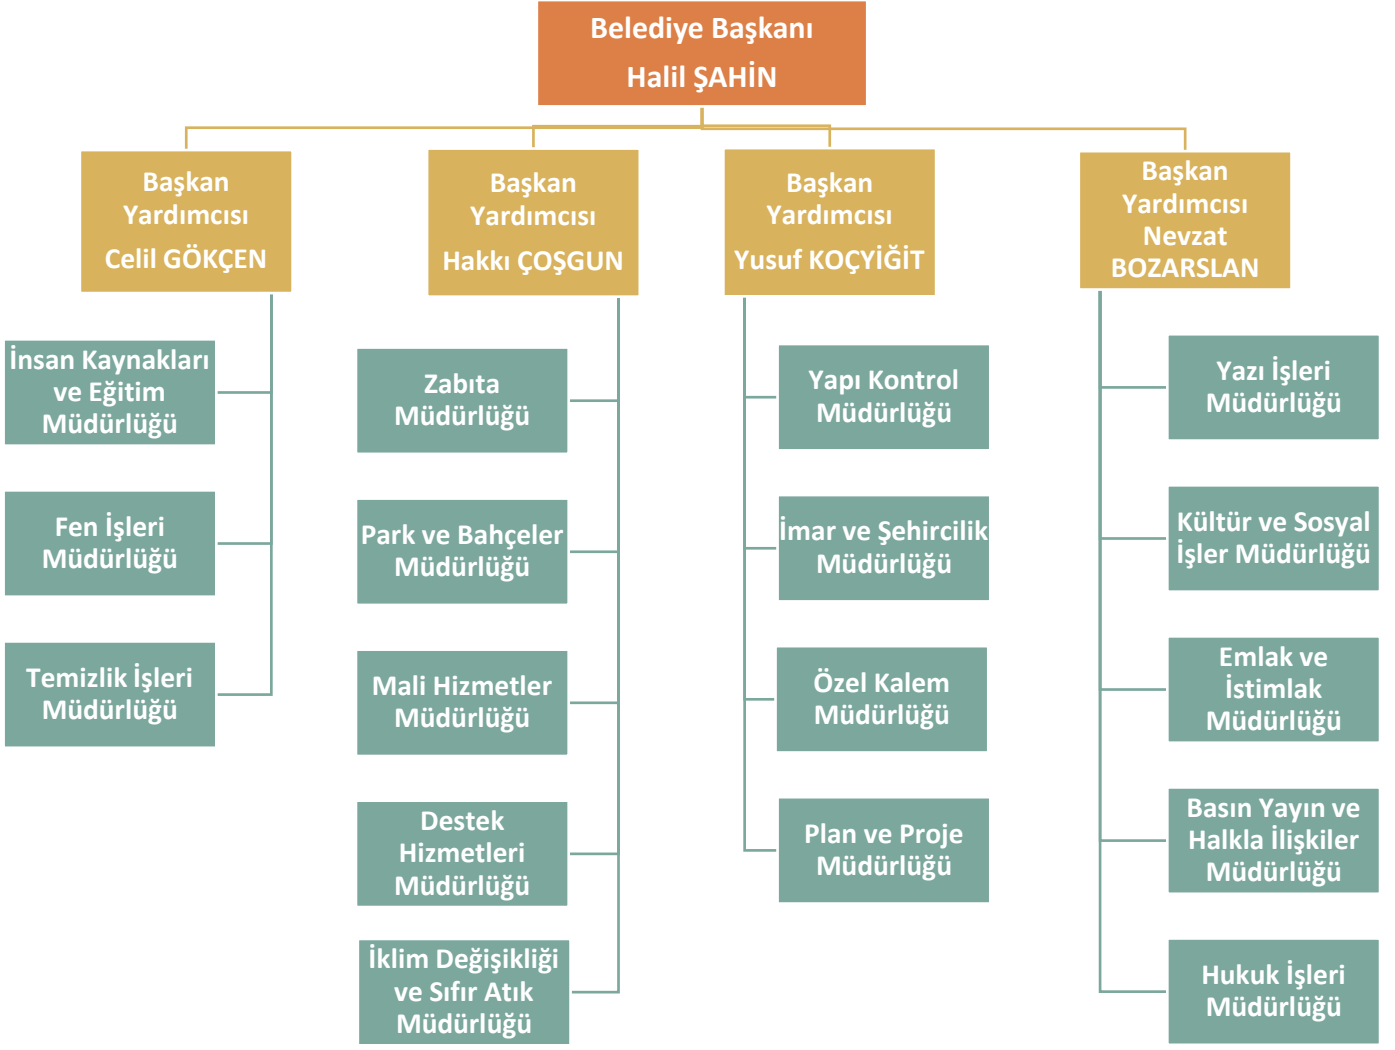 Belediye Başkanı
Halil ŞAHİN
Başkan
Yardımcısı
Celil GÖKÇEN
Başkan
Yardımcısı
Hakkı ÇOŞGUN
Başkan
Yardımcısı
Yusuf KOÇYİĞİT
Başkan
Yardımcısı
Nevzat
BOZARSLAN
İnsan Kaynakları
ve Eğitim
Müdürlüğü
Fen İşleri
Müdürlüğü
Temizlik İşleri
Müdürlüğü
Zabıta
Müdürlüğü
Park ve Bahçeler
Müdürlüğü
Mali Hizmetler
Müdürlüğü
Destek
Hizmetleri
Müdürlüğü
İklim Değişikliği
ve Sıfır Atık
Müdürlüğü
Yapı Kontrol
Müdürlüğü
İmar ve Şehircilik
Müdürlüğü
Özel Kalem
Müdürlüğü
Plan ve Proje
Müdürlüğü
Yazı İşleri
Müdürlüğü
Kültür ve Sosyal
İşler Müdürlüğü
Emlak ve
İstimlak
Müdürlüğü
Basın Yayın ve
Halkla İlişkiler
Müdürlüğü
Hukuk İşleri
Müdürlüğü